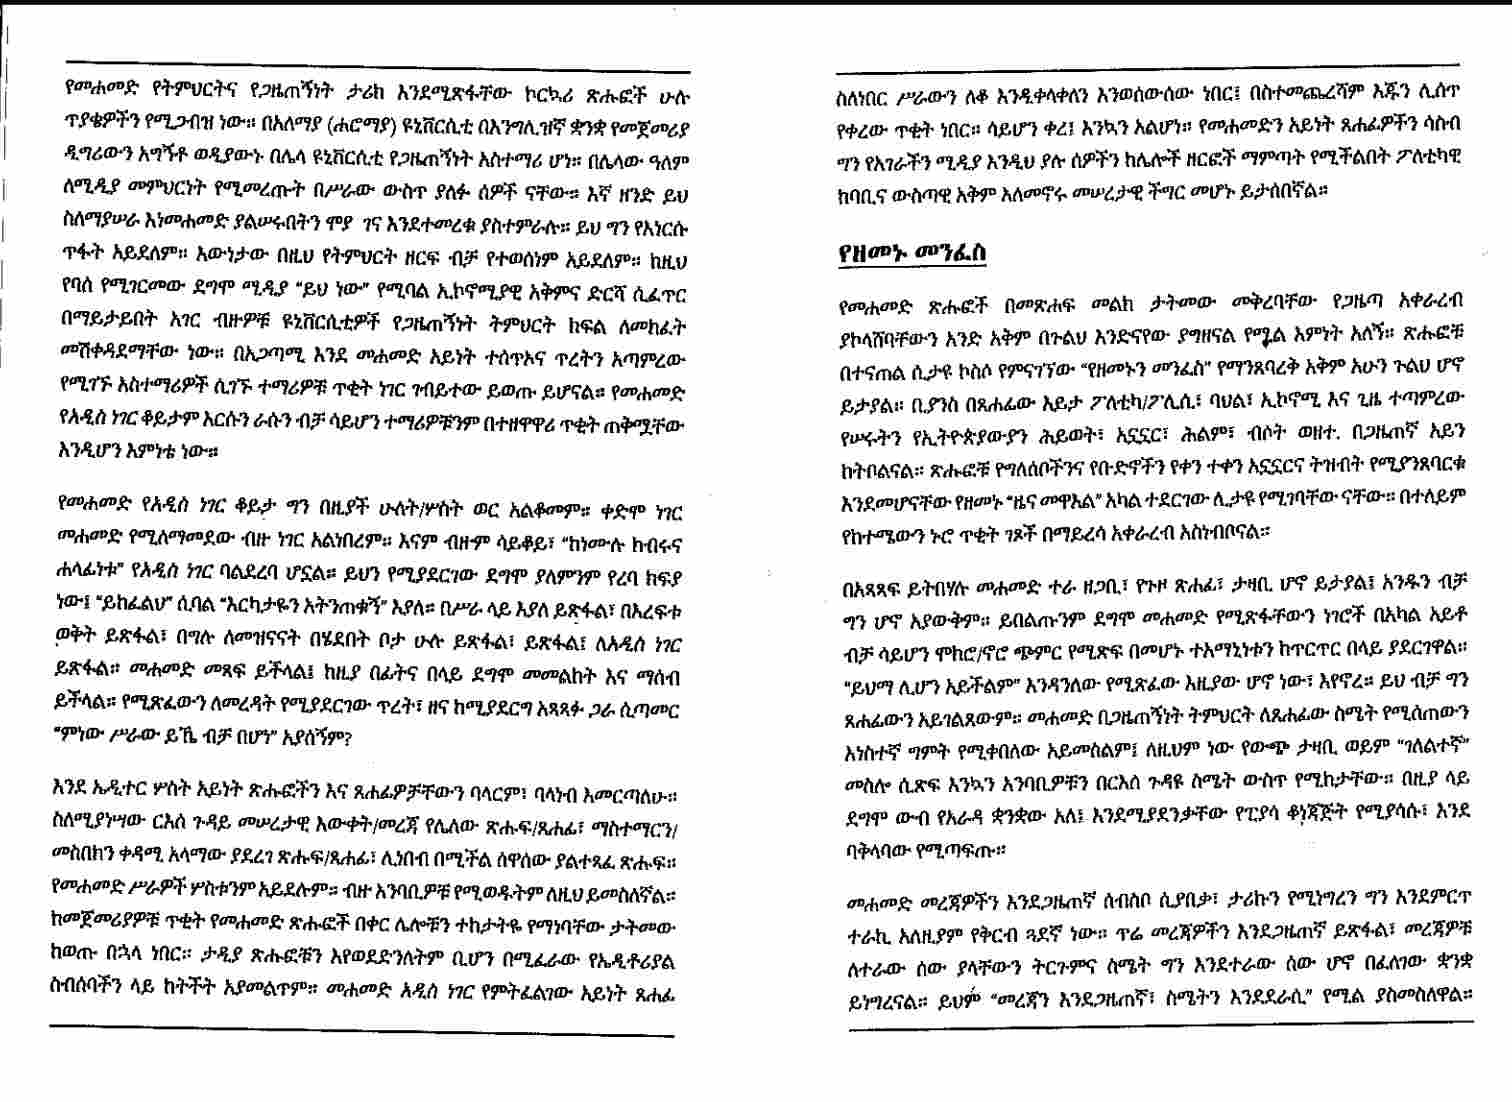 የመሐመድ የትምህርትና የጋዜጠኝነት ታሪክ እንደሚጽፋቸው ኮርኳሪ ጽሑፎች ሁሉ
ጥያቄዎችን የሚጋብዝ ነው። በአለማያ (ሐሮማያ) ዩኒቨርሲቲ በእንግሊዝኛ ቋንቋ የመጀመሪያ
ዲግሪውን አግኝቶ ወዲያውኑ በሌላ ዩኒቨርሲቲ የጋዜጠኝነት አስተማሪ ሆነ። በሌላው ዓለም
ለሚዲያ መምህርነት የሚመረጡት በሥራው ውስጥ ያለፉ ሰዎች ናቸው። እኛ ዘንድ ይህ
ስለማያሠራ እነመሐመድ ያልሠሩበትን ሞያ ገና እንደተመረቁ ያስተምራሉ። ይህ ግን የእነርሱ
ጥፋት አይደለም። እውነታው በዚህ የትምህርት ዘርፍ ብቻ የተወሰነም አይደለም። ከዚህ
የባሰ የሚገርመው ደግሞ ሚዲያ “ይህ ነው” የሚባል ኢኮኖሚያዊ አቅምና ድርሻ ሲፈጥር
በማይታይበት አገር ብዙዎቹ ዩኒቨርሲቲዎች የጋዜጠኝነት ትምህርት ክፍል ለመክፈት
መሽቀዳደማቸው ነው። በአጋጣሚ እንደ መሐመድ አይነት ተሰጥኦና ጥረትን አጣምረው
የሚገኙ አስተማሪዎች ሲገኙ ተማሪዎቹ ጥቂት ነገር ገብይተው ይወጡ ይሆናል። የመሐመድ
የአዲስ ነገር ቆይታም እርሱን ራሱን ብቻ ሳይሆን ተማሪዎቹንም በተዘዋዋሪ ጥቂት ጠቅሟቸው
እንዲሆን እምነቴ ነው።
የመሐመድ የአዲስ ነገር ቆይታ ግን በዚያች ሁለት/ሦስት ወር አልቆመም። ቀድሞ ነገር
መሐመድ የሚለማመደው ብዙ ነገር አልነበረም። እናም ብዙም ሳይቆይ፣ “ከነሙሉ ክብሩና
ሐላፊነቱ” የአዲስ ነገር ባልደረባ ሆኗል። ይህን የሚያደርገው ደግሞ ያለምንም የረባ ክፍያ
ነው፤ “ይከፈልህ” ሲባል “እርካታዬን አትንጠቁኝ” እያለ። በሥራ ላይ እያለ ይጽፋል፣ በእረፍቱ
ወቅት ይጽፋል፣ በግሉ ለመዝናናት በሄደበት ቦታ ሁሉ ይጽፋል፣ ይጽፋል፤ ለአዲስ ነገር
ይጽፋል። መሐመድ መጻፍ ይችላል፤ ከዚያ በፊትና በላይ ደግሞ መመልከት እና ማሰብ
ይችላል። የሚጽፈውን ለመረዳት የሚያደርገው ጥረት፣ ዘና ከሚያደርግ አጻጻፉ ጋራ ሲጣመር
“ምነው ሥራው ይኼ ብቻ በሆነ” አያሰኝም?
እንደ ኤዲተር ሦስት አይነት ጽሑፎችን እና ጸሐፊዎቻቸውን ባላርም፣ ባላነብ እመርጣለሁ።
ስለሚያነሣው ርእሰ ጉዳይ መሠረታዊ እውቀት/መረጃ የሌለው ጽሑፍ/ጸሐፊ፣ ማስተማርን/
መስበክን ቀዳሚ አላማው ያደረገ ጽሑፍ/ጸሐፊ፣ ሊነበብ በሚችል ሰዋሰው ያልተጻፈ ጽሑፍ።
የመሐመድ ሥራዎች ሦስቱንም አይደሉም። ብዙ አንባቢዎቹ የሚወዱትም ለዚህ ይመስለኛል።
ከመጀመሪያዎቹ ጥቂት የመሐመድ ጽሑፎች በቀር ሌሎቹን ተከታትዬ የማነባቸው ታትመው
ከወጡ በኋላ ነበር። ታዲያ ጽሑፎቹን እየወደድንለትም ቢሆን በሚፈራው የኤዲቶሪያል
ስብሰባችን ላይ ከትችት አያመልጥም። መሐመድ አዲስ ነገር የምትፈልገው አይነት ጸሐፊ
ስለነበር ሥራውን ለቆ እንዲቀላቀለን እንወሰውሰው ነበር፤ በስተመጨረሻም እጁን ሊሰጥ
የቀረው ጥቂት ነበር። ሳይሆን ቀረ፤ እንኳን አልሆነ። የመሐመድን አይነት ጸሐፊዎችን ሳስብ
ግን የአገራችን ሚዲያ እንዲህ ያሉ ሰዎችን ከሌሎች ዘርፎች ማምጣት የሚችልበት ፖለቲካዊ
ከባቢና ውስጣዊ አቅም አለመኖሩ መሠረታዊ ችግር መሆኑ ይታሰበኛል።
የዘመኑ መንፈስ
የመሐመድ ጽሑፎች በመጽሐፍ መልክ ታትመው መቅረባቸው የጋዜጣ አቀራረብ
ያኮላሸባቸውን አንድ አቅም በጉልህ እንድናየው ያግዘናል የሚል እምነት አለኝ። ጽሑፎቹ
በተናጠል ሲታዩ ኮስሶ የምናገኘው “የዘመኑን መንፈስ” የማንጸባረቅ አቅም አሁን ጉልህ ሆኖ
ይታያል። ቢያንስ በጸሐፊው እይታ ፖለቲካ/ፖሊሲ፣ ባህል፣ ኢኮኖሚ እና ጊዜ ተጣምረው
የሠሩትን የኢትዮጵያውያን ሕይወት፣ አኗኗር፣ ሕልም፣ ብሶት ወዘተ. በጋዜጠኛ አይን
ከትቦልናል። ጽሑፎቹ የግለሰቦችንና የቡድኖችን የቀን ተቀን አኗኗርና ትዝብት የሚያንጸባርቁ
እንደመሆናቸው የዘመኑ “ዜና መዋእል” አካል ተደርገው ሊታዩ የሚገባቸው ናቸው። በተለይም
የከተሜውን ኑሮ ጥቂት ገጾች በማይረሳ አቀራረብ አስነብቦናል።
በአጻጻፍ ይትበሃሉ መሐመድ ተራ ዘጋቢ፣ የጉዞ ጽሐፊ፣ ታዛቢ ሆኖ ይታያል፤ አንዱን ብቻ
ግን ሆኖ አያውቅም። ይበልጡንም ደግሞ መሐመድ የሚጽፋቸውን ነገሮች በአካል አይቶ
ብቻ ሳይሆን ሞክሮ/ኖሮ ጭምር የሚጽፍ በመሆኑ ተአማኒነቱን ከጥርጥር በላይ ያደርገዋል።
“ይህማ ሊሆን አይችልም” እንዳንለው የሚጽፈው እዚያው ሆኖ ነው፣ እየኖረ። ይህ ብቻ ግን
ጸሐፊውን አይገልጸውም። መሐመድ በጋዜጠኝነት ትምህርት ለጸሐፊው ስሜት የሚሰጠውን
አነስተኛ ግምት የሚቀበለው አይመስልም፤ ለዚህም ነው የውጭ ታዛቢ ወይም “ገለልተኛ”
መስሎ ሲጽፍ እንኳን አንባቢዎቹን በርእሰ ጉዳዩ ስሜት ውስጥ የሚከታቸው። በዚያ ላይ
ደግሞ ውብ የአራዳ ቋንቋው አለ፤ እንደሚያደንቃቸው የፒያሳ ቆነጃጅት የሚያሳሱ፣ እንደ
ባቅላባው የሚጣፍጡ።
መሐመድ መረጃዎችን እንደጋዜጠኛ ሰብስቦ ሲያበቃ፣ ታሪኩን የሚነግረን ግን እንደምርጥ
ተራኪ አለዚያም የቅርብ ጓደኛ ነው። ጥሬ መረጃዎችን እንደጋዜጠኛ ይጽፋል፣ መረጃዎቹ
ለተራው ሰው ያላቸውን ትርጉምና ስሜት ግን እንደተራው ሰው ሆኖ በፈለገው ቋንቋ
ይነግረናል። ይህም “መረጃን እንደጋዜጠኛ፣ ስሜትን እንደደራሲ” የሚል ያስመስለዋል።